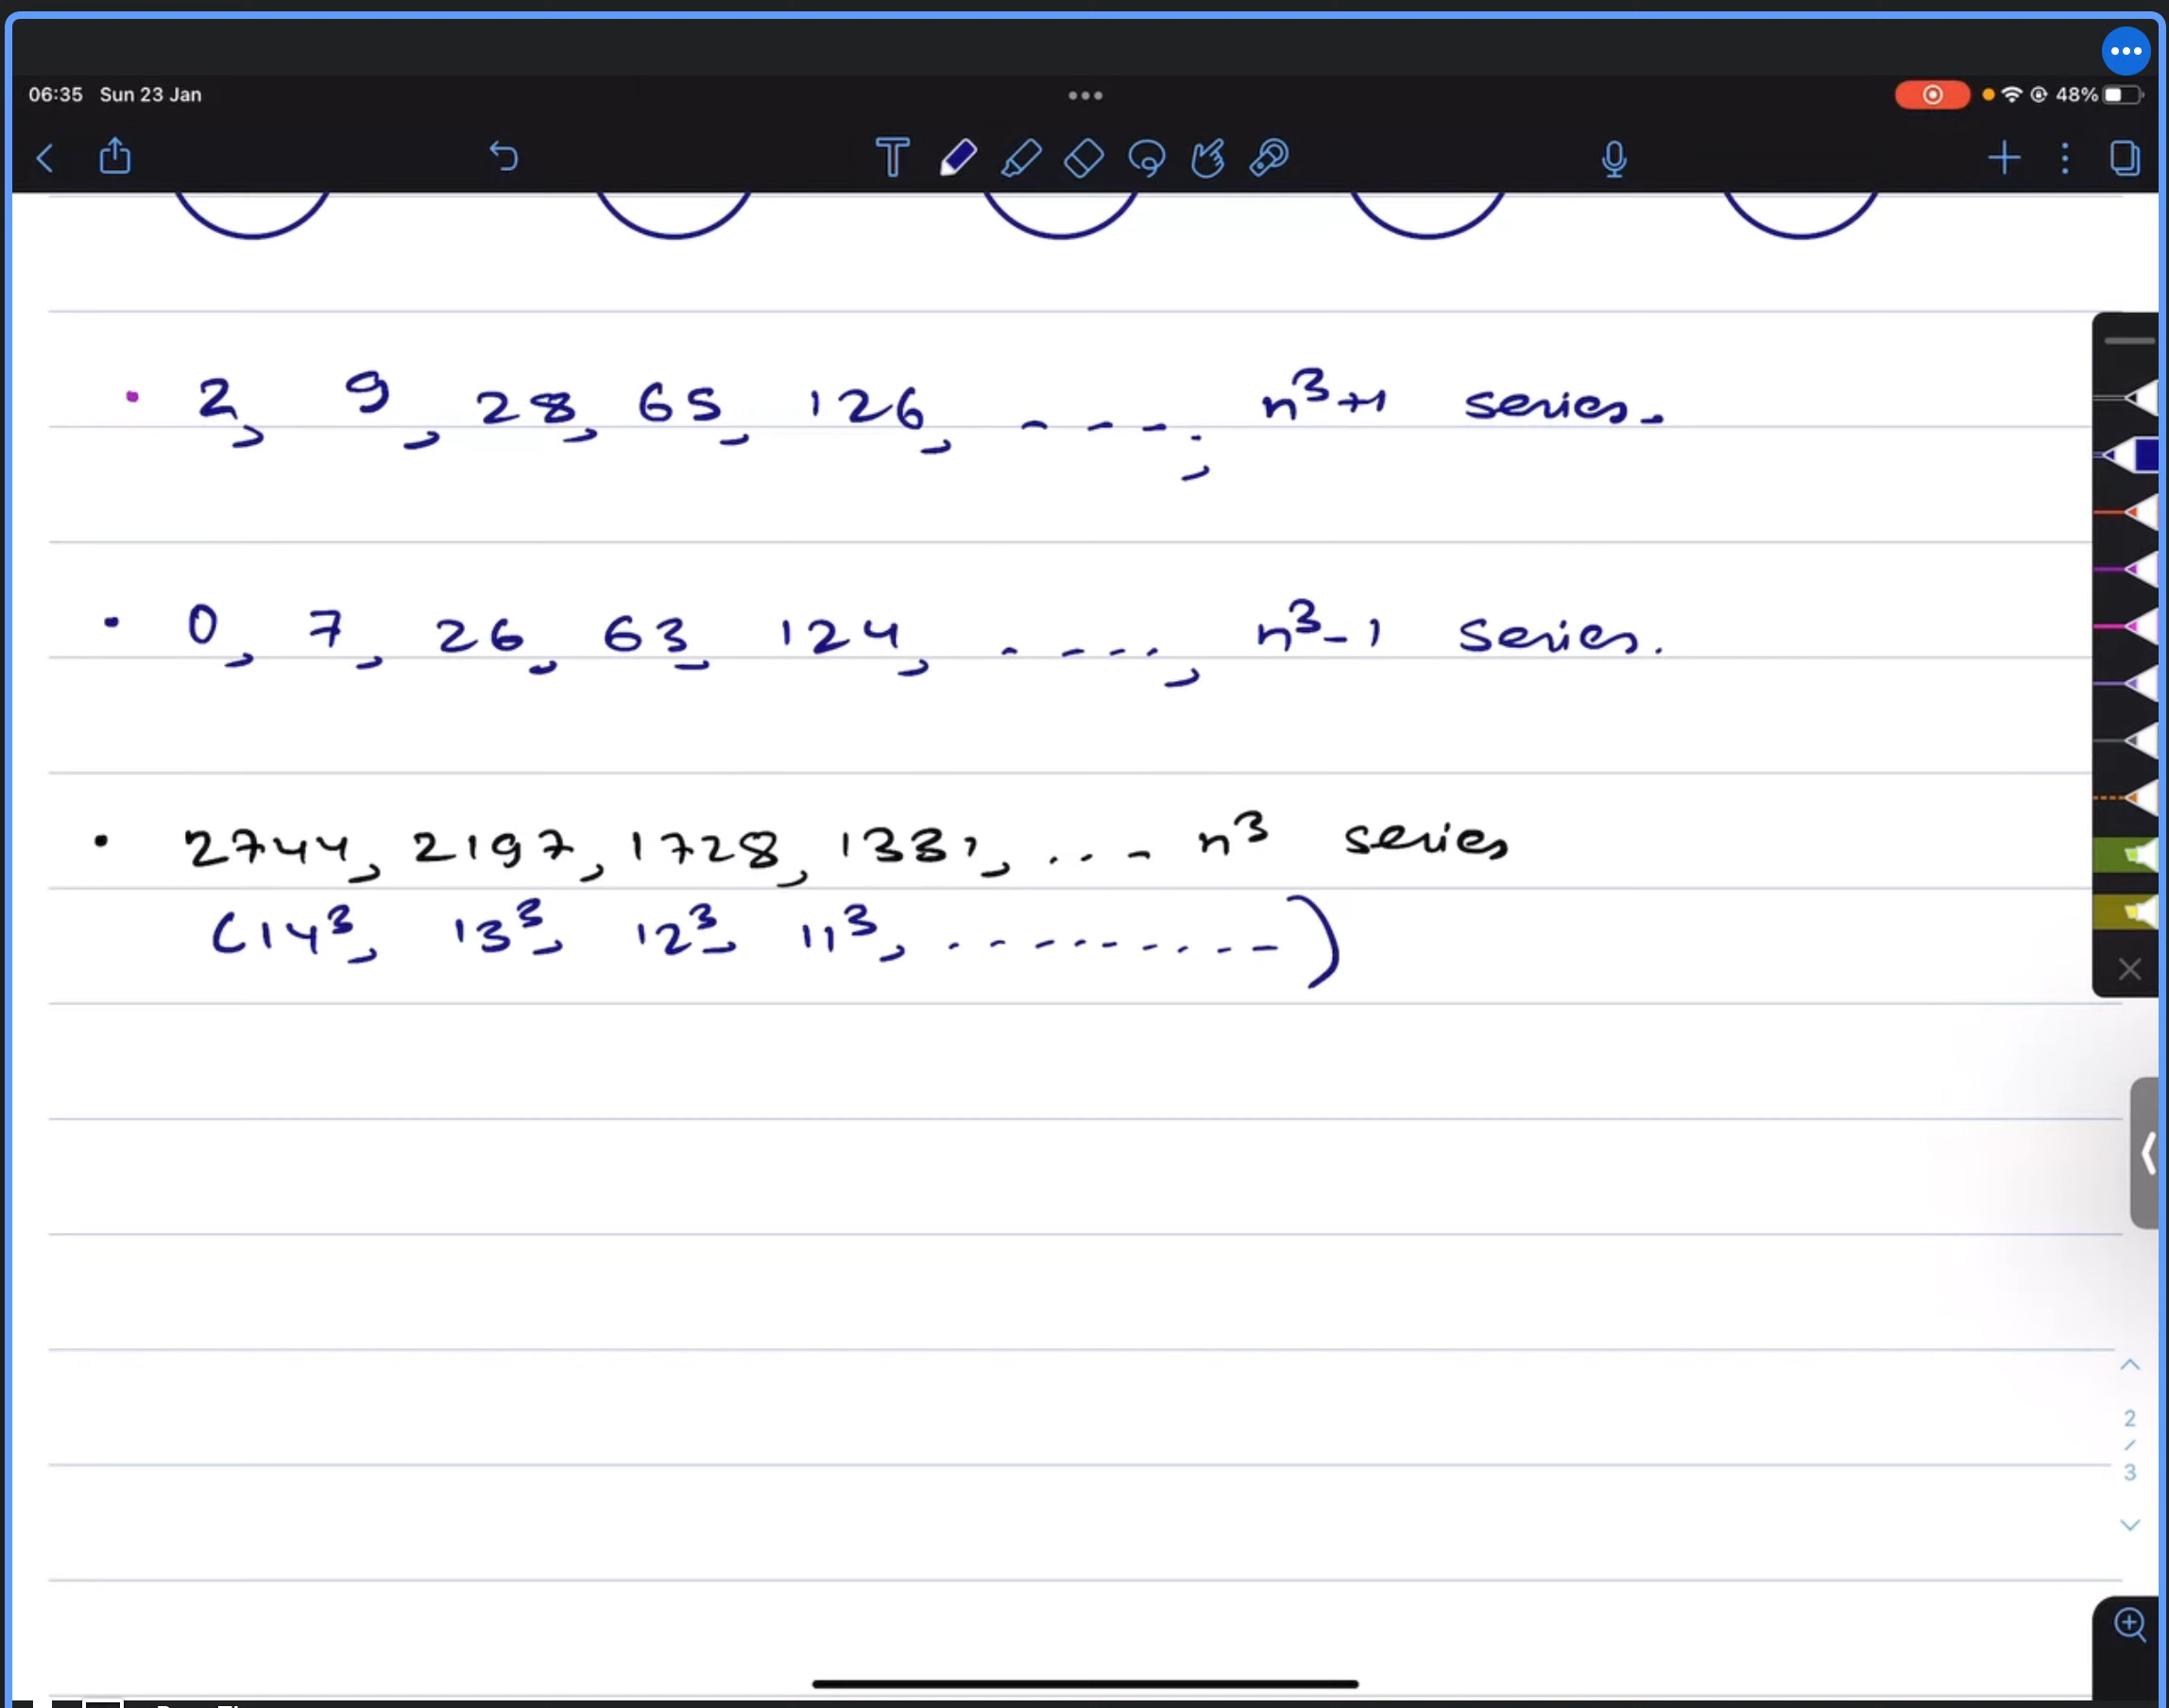 06:35 Sun 23 Jan
48%
T
• 2, 9, 28, 65, 126, - - - -, n³+1 series.
• 0, 7, 26, 63, 124, - - - -, n³-1 series.
• 2744, 2197, 1728, 1331, ... n³ series
(14³, 13³, 12³, 11³, ..........)
2
/
3